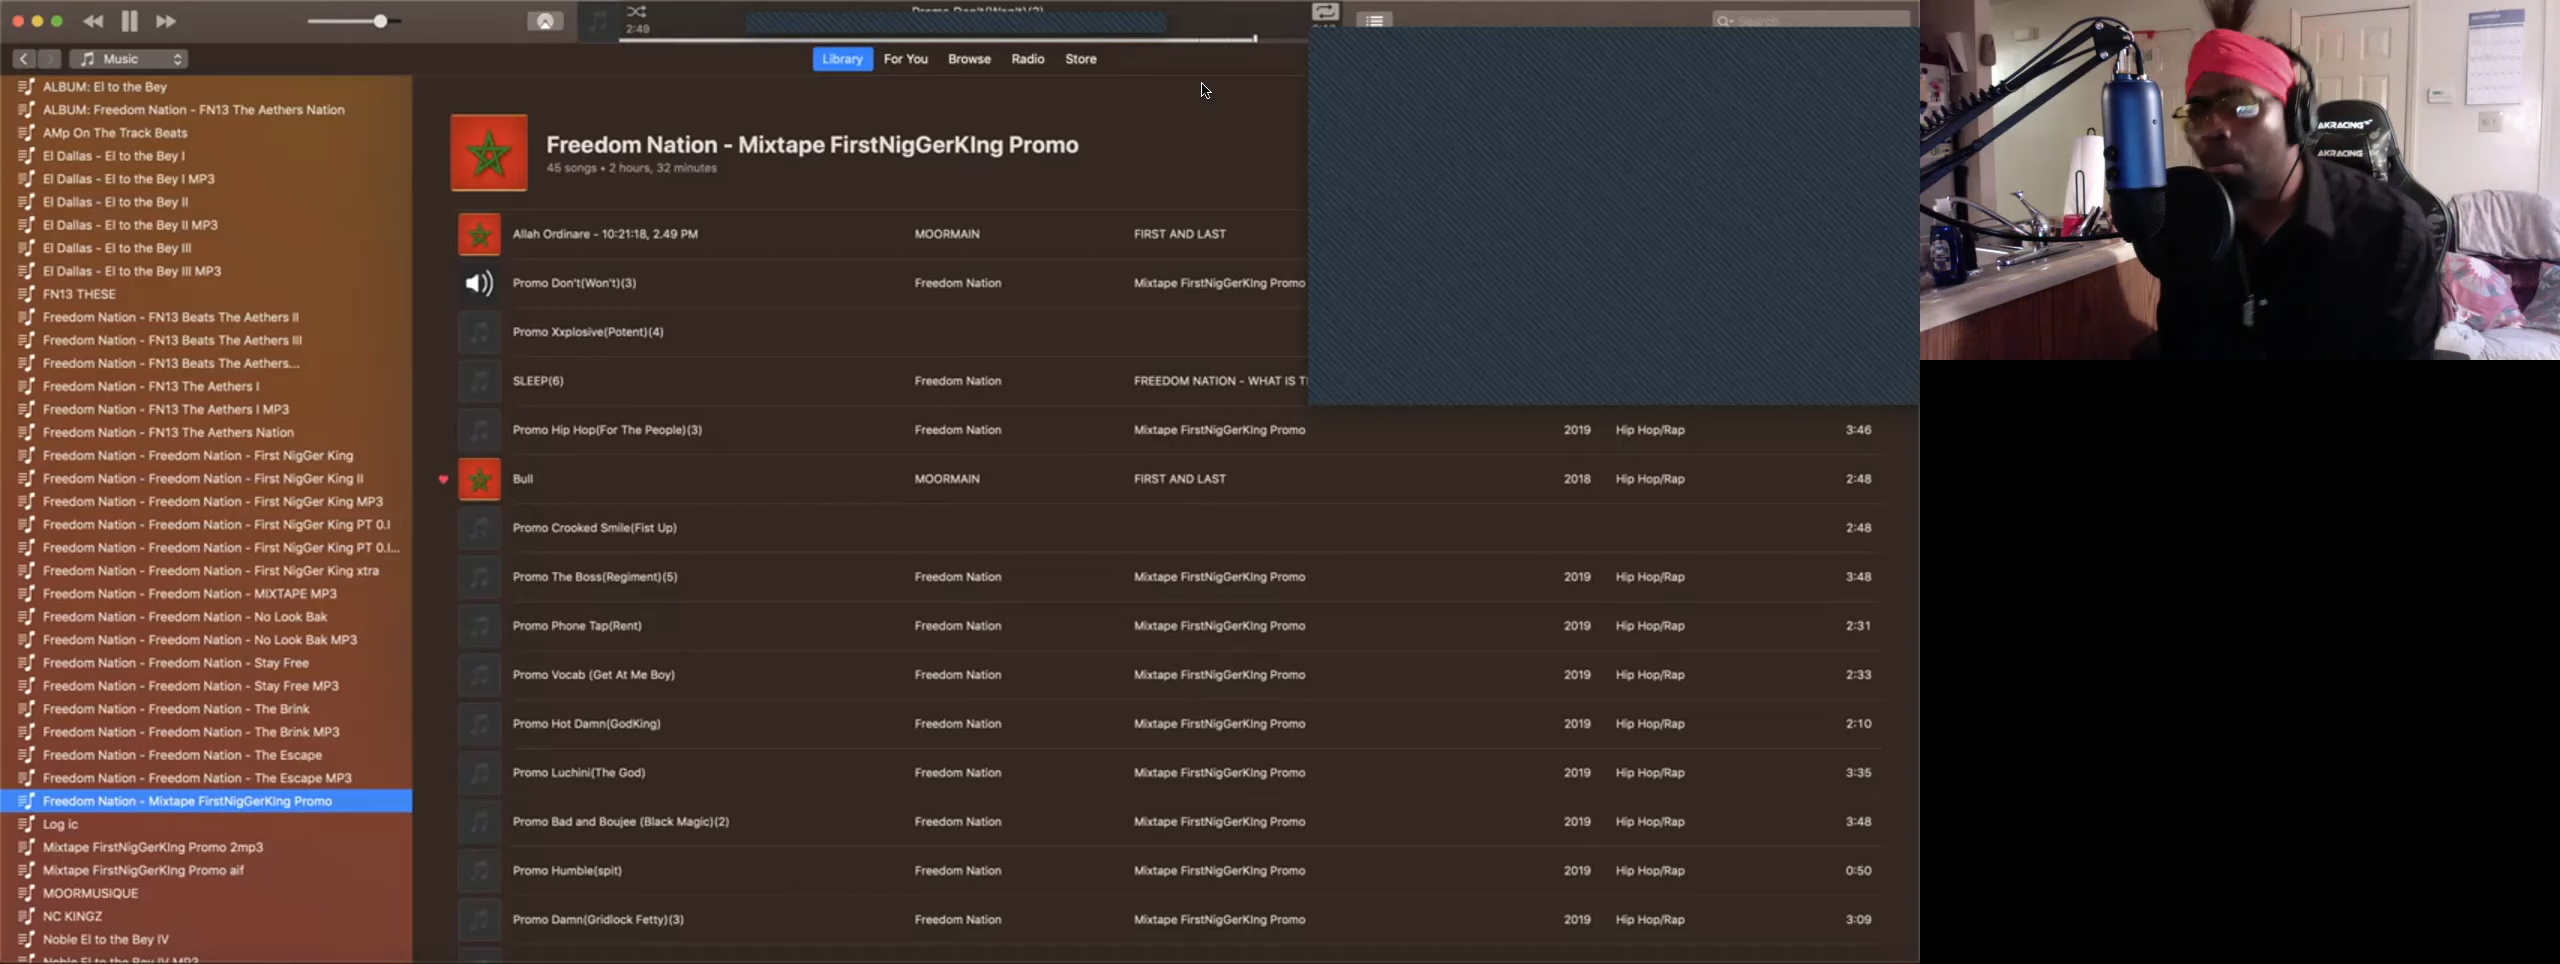 Promo Don't(Won't)(3)
2:49
Search
Music
Library For You Browse Radio Store
ALBUM: El to the Bey
ALBUM: Freedom Nation - FN13 The Aethers Nation
AMp On The Track Beats
El Dallas - El to the Bey I
El Dallas - El to the Bey I MP3
El Dallas - El to the Bey II
El Dallas - El to the Bey II MP3
El Dallas - El to the Bey III
El Dallas - El to the Bey III MP3
FN13 THESE
Freedom Nation - FN13 Beats The Aethers II
Freedom Nation - FN13 Beats The Aethers III
Freedom Nation - FN13 Beats The Aethers...
Freedom Nation - FN13 The Aethers I
Freedom Nation - FN13 The Aethers I MP3
Freedom Nation - FN13 The Aethers Nation
Freedom Nation - Freedom Nation - First NigGer King
Freedom Nation - Freedom Nation - First NigGer King II
Freedom Nation - Freedom Nation - First NigGer King MP3
Freedom Nation - Freedom Nation - First NigGer King PT 0.I
Freedom Nation - Freedom Nation - First NigGer King PT 0.I...
Freedom Nation - Freedom Nation - First NigGer King xtra
Freedom Nation - Freedom Nation - MIXTAPE MP3
Freedom Nation - Freedom Nation - No Look Bak
Freedom Nation - Freedom Nation - No Look Bak MP3
Freedom Nation - Freedom Nation - Stay Free
Freedom Nation - Freedom Nation - Stay Free MP3
Freedom Nation - Freedom Nation - The Brink
Freedom Nation - Freedom Nation - The Brink MP3
Freedom Nation - Freedom Nation - The Escape
Freedom Nation - Freedom Nation - The Escape MP3
Freedom Nation - Mixtape FirstNigGerKIng Promo
Log ic
Mixtape FirstNigGerKIng Promo 2mp3
Mixtape FirstNigGerKIng Promo aif
MOORMUSIQUE
NC KINGZ
Noble El to the Bey IV
Noble El to the Bey IV MP3
Freedom Nation - Mixtape FirstNigGerKIng Promo
45 songs • 2 hours, 32 minutes
Allah Ordinare - 10:21:18, 2.49 PM MOORMAIN FIRST AND LAST
Promo Don't(Won't)(3) Freedom Nation Mixtape FirstNigGerKIng Promo
Promo Xxplosive(Potent)(4)
SLEEP(6) Freedom Nation FREEDOM NATION - WHAT IS
Promo Hip Hop(For The People)(3) Freedom Nation Mixtape FirstNigGerKIng Promo 2019 Hip Hop/Rap 3:46
Bull MOORMAIN FIRST AND LAST 2018 Hip Hop/Rap 2:48
Promo Crooked Smile(Fist Up) 2:48
Promo The Boss(Regiment)(5) Freedom Nation Mixtape FirstNigGerKIng Promo 2019 Hip Hop/Rap 3:48
Promo Phone Tap(Rent) Freedom Nation Mixtape FirstNigGerKIng Promo 2019 Hip Hop/Rap 2:31
Promo Vocab (Get At Me Boy) Freedom Nation Mixtape FirstNigGerKIng Promo 2019 Hip Hop/Rap 2:33
Promo Hot Damn(GodKing) Freedom Nation Mixtape FirstNigGerKIng Promo 2019 Hip Hop/Rap 2:10
Promo Luchini(The God) Freedom Nation Mixtape FirstNigGerKIng Promo 2019 Hip Hop/Rap 3:35
Promo Bad and Boujee (Black Magic)(2) Freedom Nation Mixtape FirstNigGerKIng Promo 2019 Hip Hop/Rap 3:48
Promo Humble(spit) Freedom Nation Mixtape FirstNigGerKIng Promo 2019 Hip Hop/Rap 0:50
Promo Damn(Gridlock Fetty)(3) Freedom Nation Mixtape FirstNigGerKIng Promo 2019 Hip Hop/Rap 3:09
DECEMBER
AKRACING
AKRACING